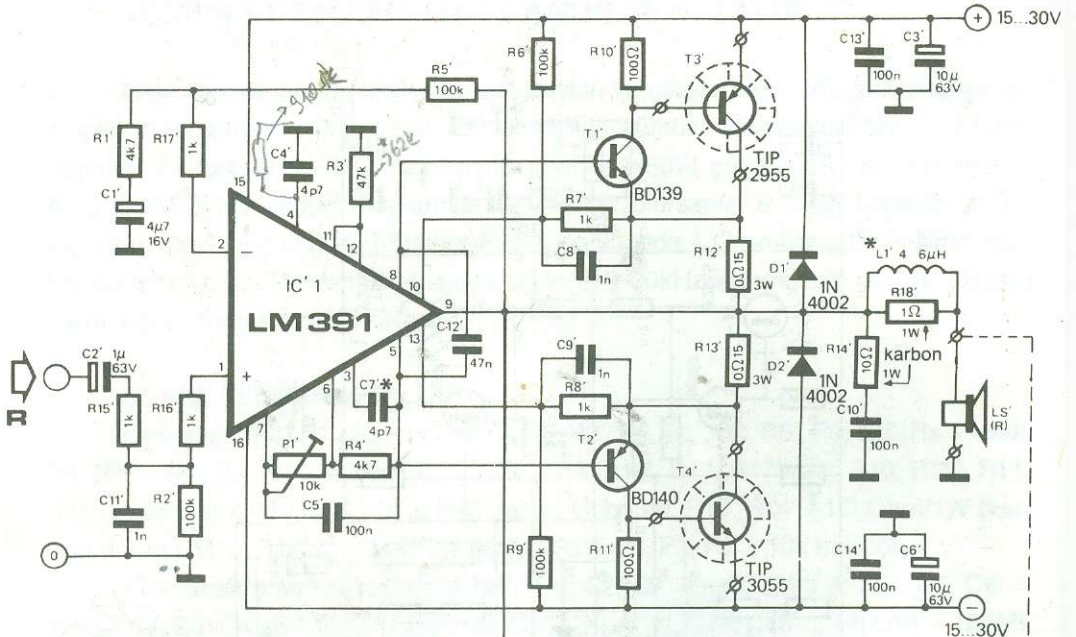 + 15...30V
R6'
100k
R10'
100Ω
C13'
100n
C3'
10µ
63V
T3'
R5'
100k
R1'
4k7
R17'
1k
C4'
4p7
R3'
47k
T1'
BD139
TIP
2955
C1'
4µ7
16V
15
4
11
12
R7'
1k
C8'
1n
R12'
0Ω15
3W
D1'
1N
4002
*
L1' 4 6µH
R18'
1Ω
1W
2
−
IC'1
LM 391
8
10
9
13
5
C12'
47n
C9'
1n
R8'
1k
R13'
0Ω15
3W
D2'
1N
4002
R14'
10Ω
1W
karbon
C2' 1µ
63V
1
+
R
R15'
1k
R16'
1k
16
7
6
3
C7' *
4p7
P1'
10k
R4'
4k7
T2'
BD140
T4'
C10'
100n
LS'
(R)
C11'
1n
R2'
100k
C5'
100n
0
R9'
100k
R11'
100Ω
TIP
3055
C14'
100n
C6'
10µ
63V
−
15...30V